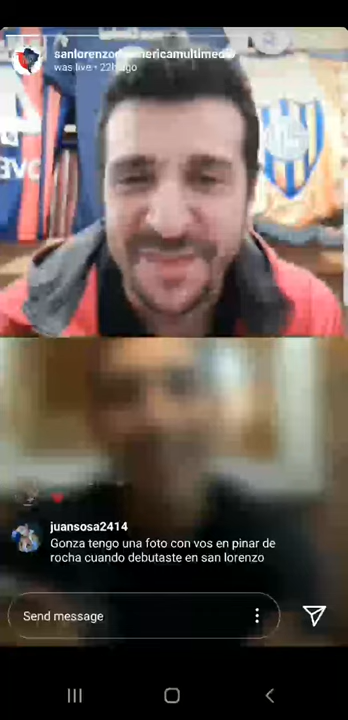 was live • 22h ago
juansosa2414
Gonza tengo una foto con vos en pinar de
rocha cuando debutaste en san lorenzo
Send message